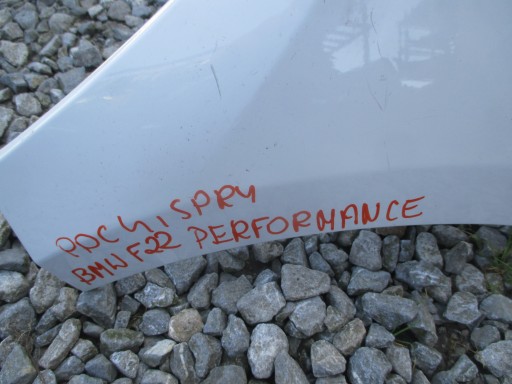 POCHISPRY
BMW F22 PERFORMANCE